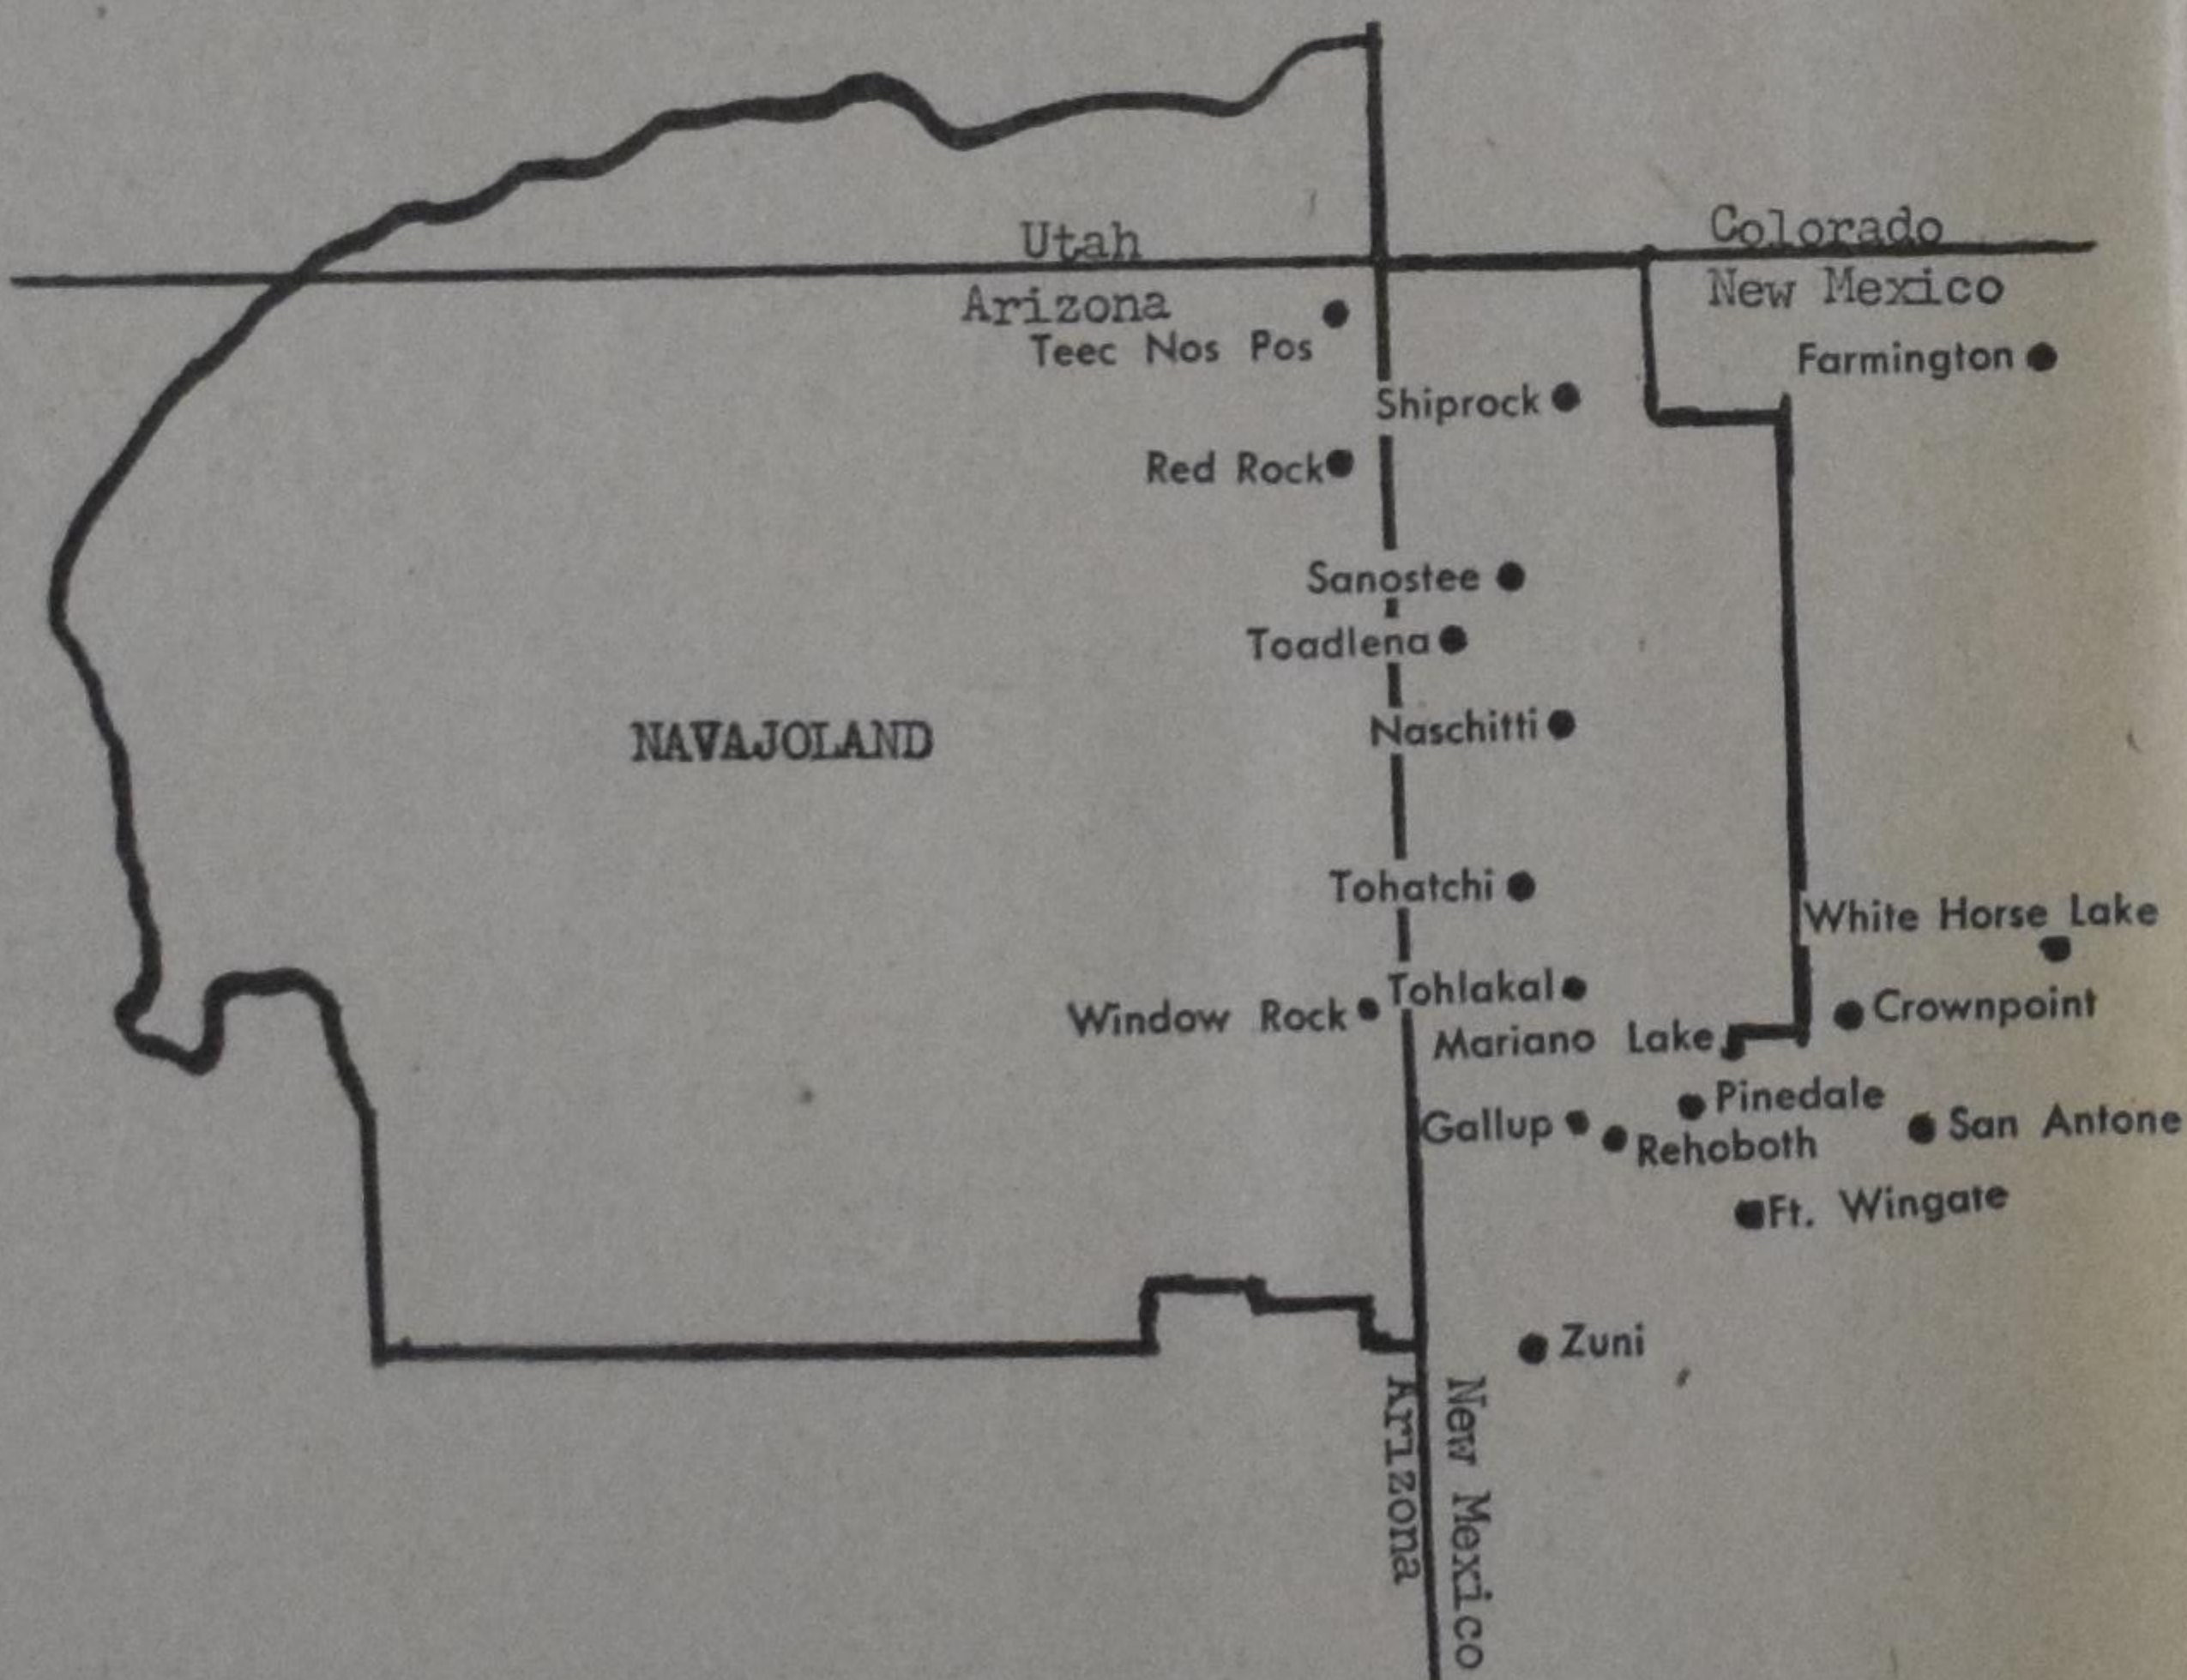 Utah
Colorado
Arizona
New Mexico
Teec Nos Pos
Farmington
Shiprock
Red Rock
Sanostee
Toadlena
NAVAJOLAND
Naschitti
Tohatchi
White Horse Lake
Tohlakal
Window Rock
Crownpoint
Mariano Lake
Pinedale
Gallup
San Antone
Rehoboth
Ft. Wingate
Zuni
Arizona
New Mexico